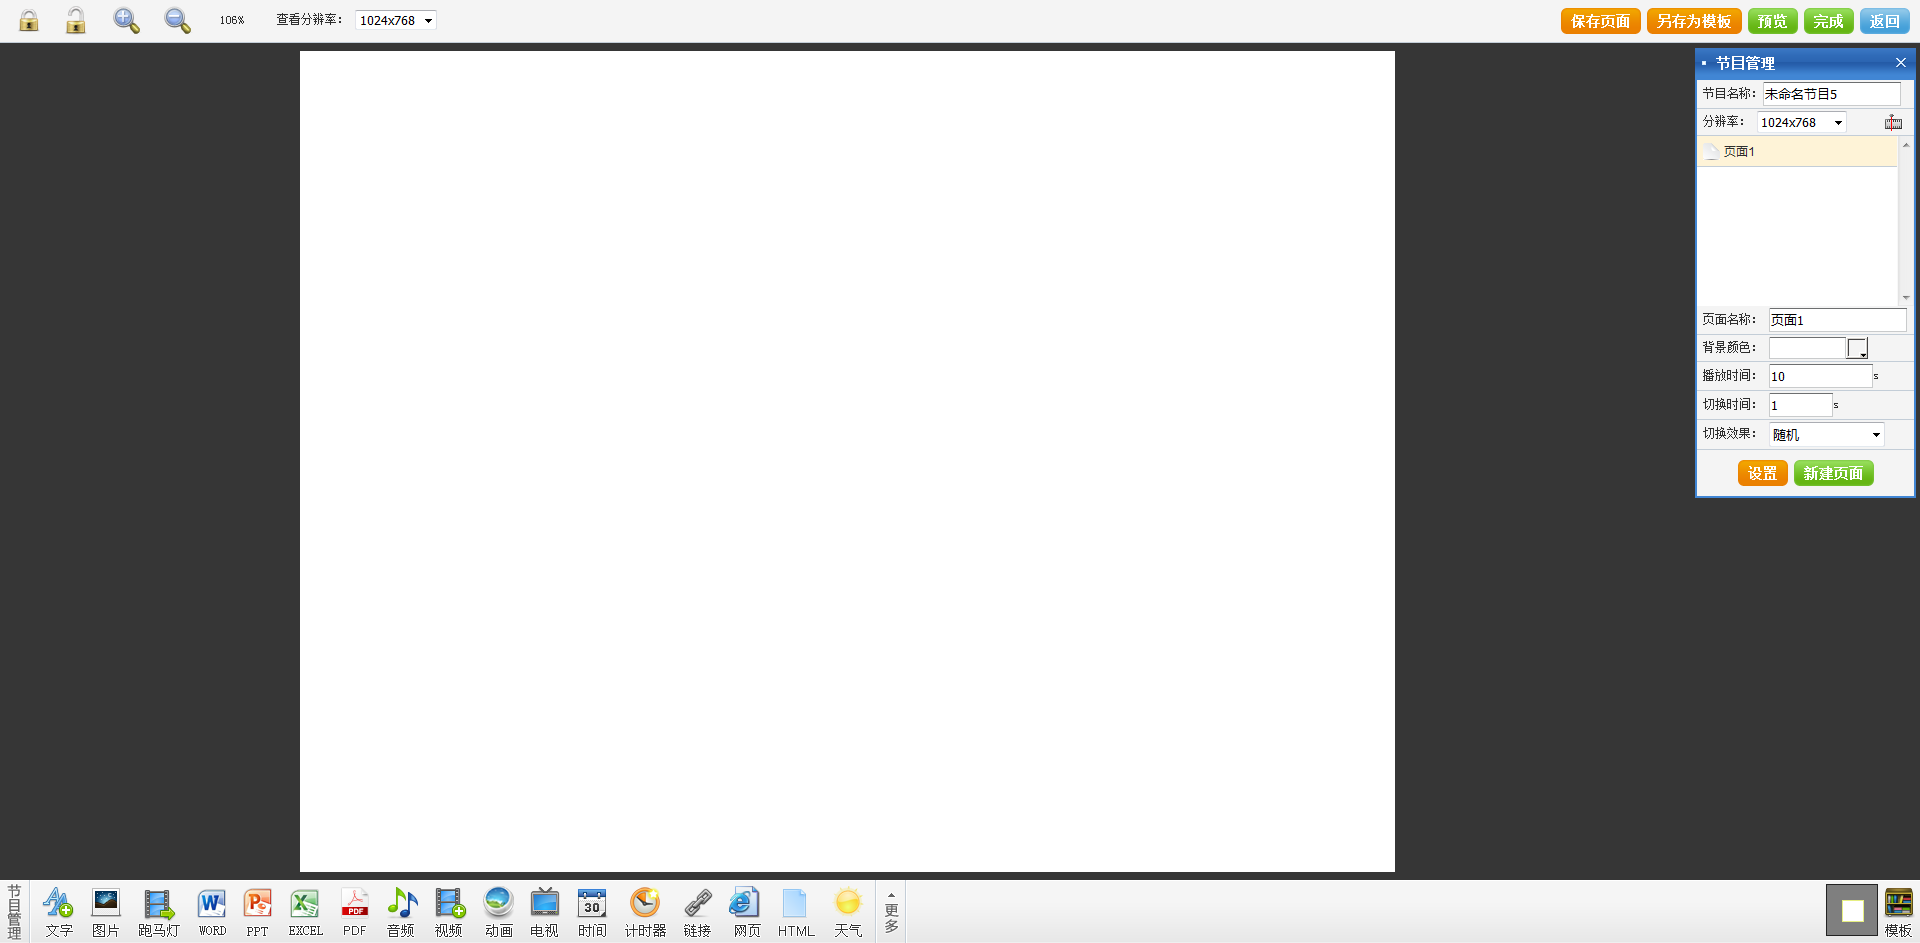 106% 查看分辨率： 1024x768 保存页面 另存为模板 预览 完成 返回
节目管理
节目名称： 未命名节目5
分辨率： 1024x768
页面1
页面名称： 页面1
背景颜色：
播放时间： 10 s
切换时间： 1 s
切换效果： 随机
设置 新建页面
节目管理 文字 图片 跑马灯 WORD PPT EXCEL PDF 音频 视频 动画 电视 30 时间 计时器 链接 网页 HTML 天气 更多 模板